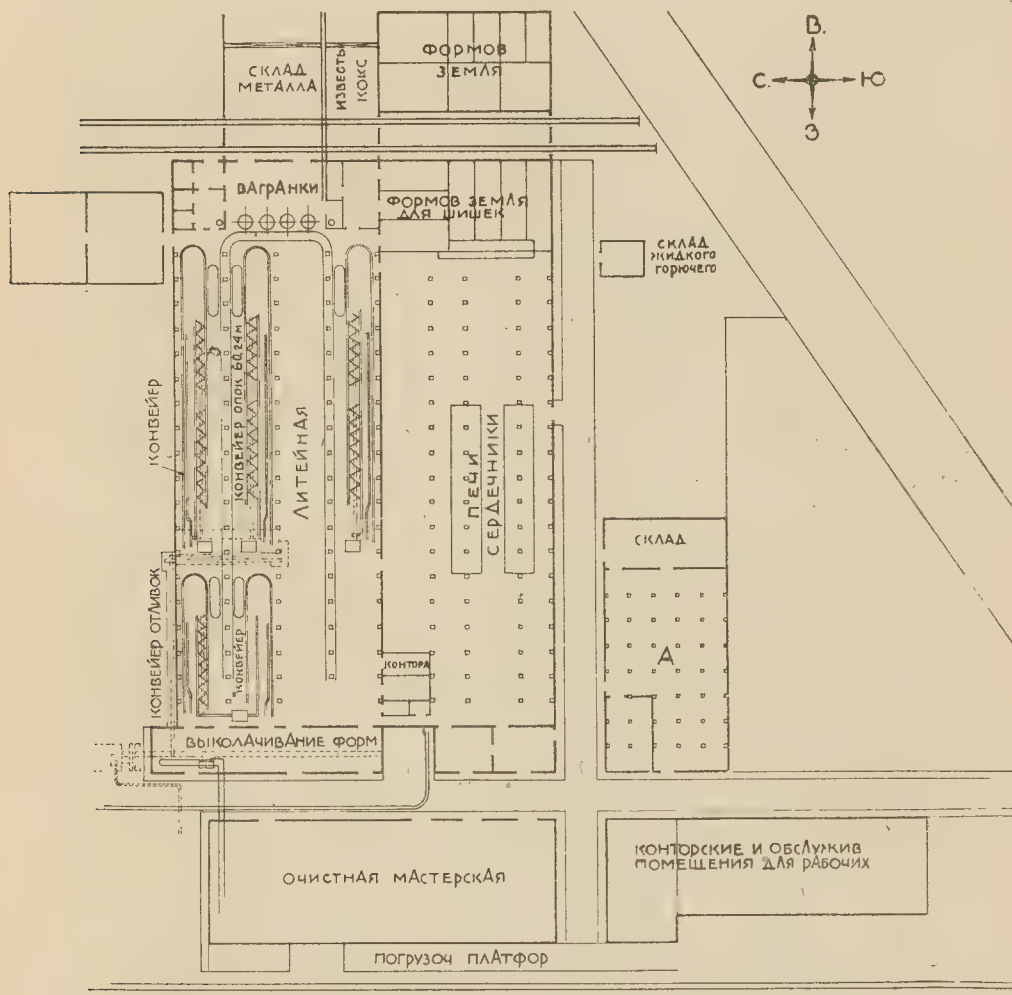 В.
С.
Ю
З
СКЛАД
МЕТАЛЛА
ИЗВЕСТЬ
КОКС
ФОРМОВ
ЗЕМЛЯ
ВАГРАНКИ
ФОРМОВ ЗЕМЛЯ
ДЛЯ ШИШЕК
СКЛАД
ЖИДКОГО
ГОРЮЧЕГО
КОНВЕЙЕР
КОНВЕЙЕР ОПОК 60,24 м
ЛИТЕЙНАЯ
ПЕЧИ
СЕРДЕЧНИКИ
СКЛАД
А
КОНВЕЙЕР ОТЛИВОК
КОНВЕЙЕР
КОНТОРА
ВЫКОЛАЧИВАНИЕ ФОРМ
ОЧИСТНАЯ МАСТЕРСКАЯ
КОНТОРСКИЕ И ОБСЛУЖИВ
ПОМЕЩЕНИЯ ДЛЯ РАБОЧИХ
ПОГРУЗОЧ ПЛАТФОР